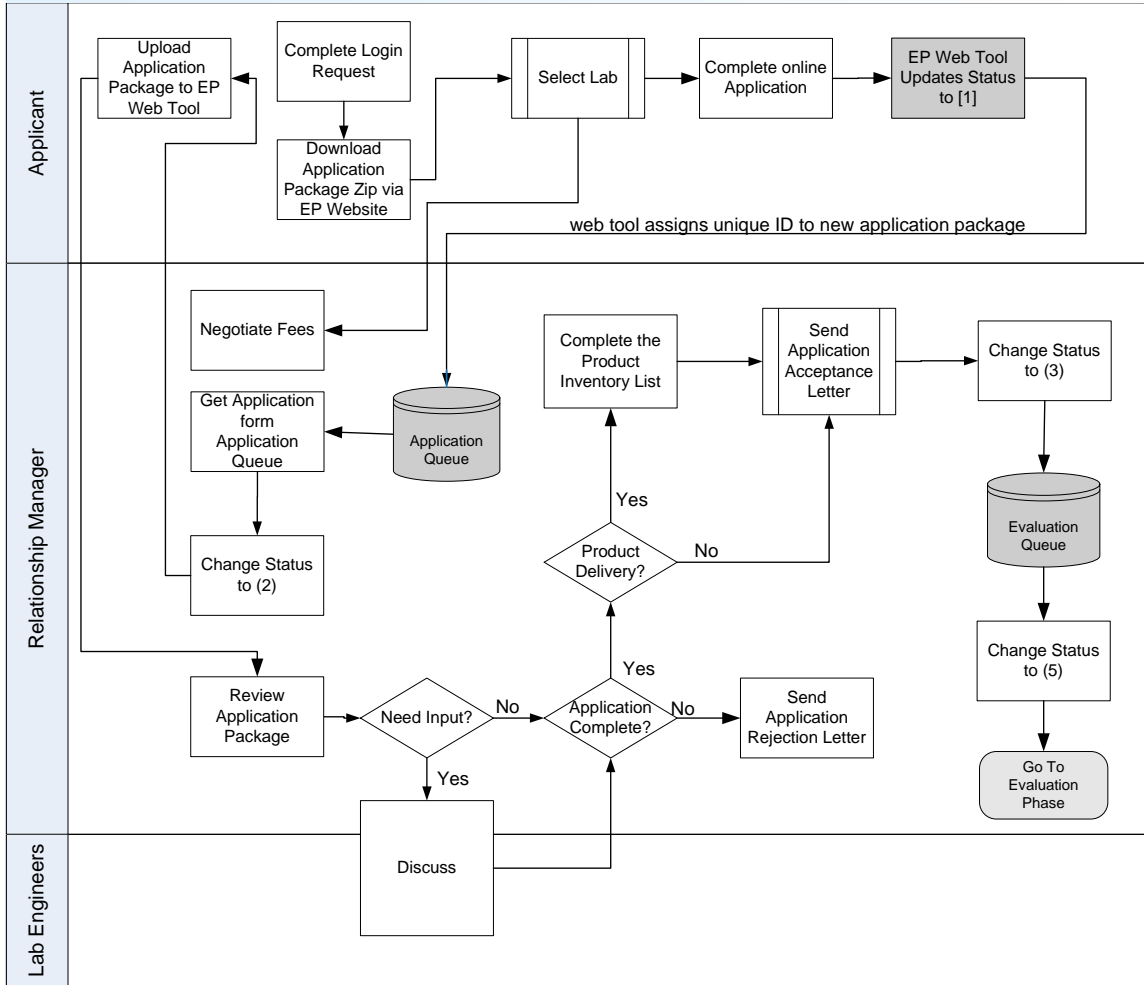 Applicant
Upload
Application
Package to EP
Web Tool
Complete Login
Request
Download
Application
Package Zip via
EP Website
Select Lab
Complete online
Application
EP Web Tool
Updates Status
to [1]
web tool assigns unique ID to new application package
Relationship Manager
Negotiate Fees
Get Application
form
Application
Queue
Application
Queue
Change Status
to (2)
Review
Application
Package
Need Input?
No
Yes
Application
Complete?
No
Yes
Send
Application
Rejection Letter
Product
Delivery?
No
Yes
Complete the
Product
Inventory List
Send
Application
Acceptance
Letter
Change Status
to (3)
Evaluation
Queue
Change Status
to (5)
Go To
Evaluation
Phase
Lab Engineers
Discuss